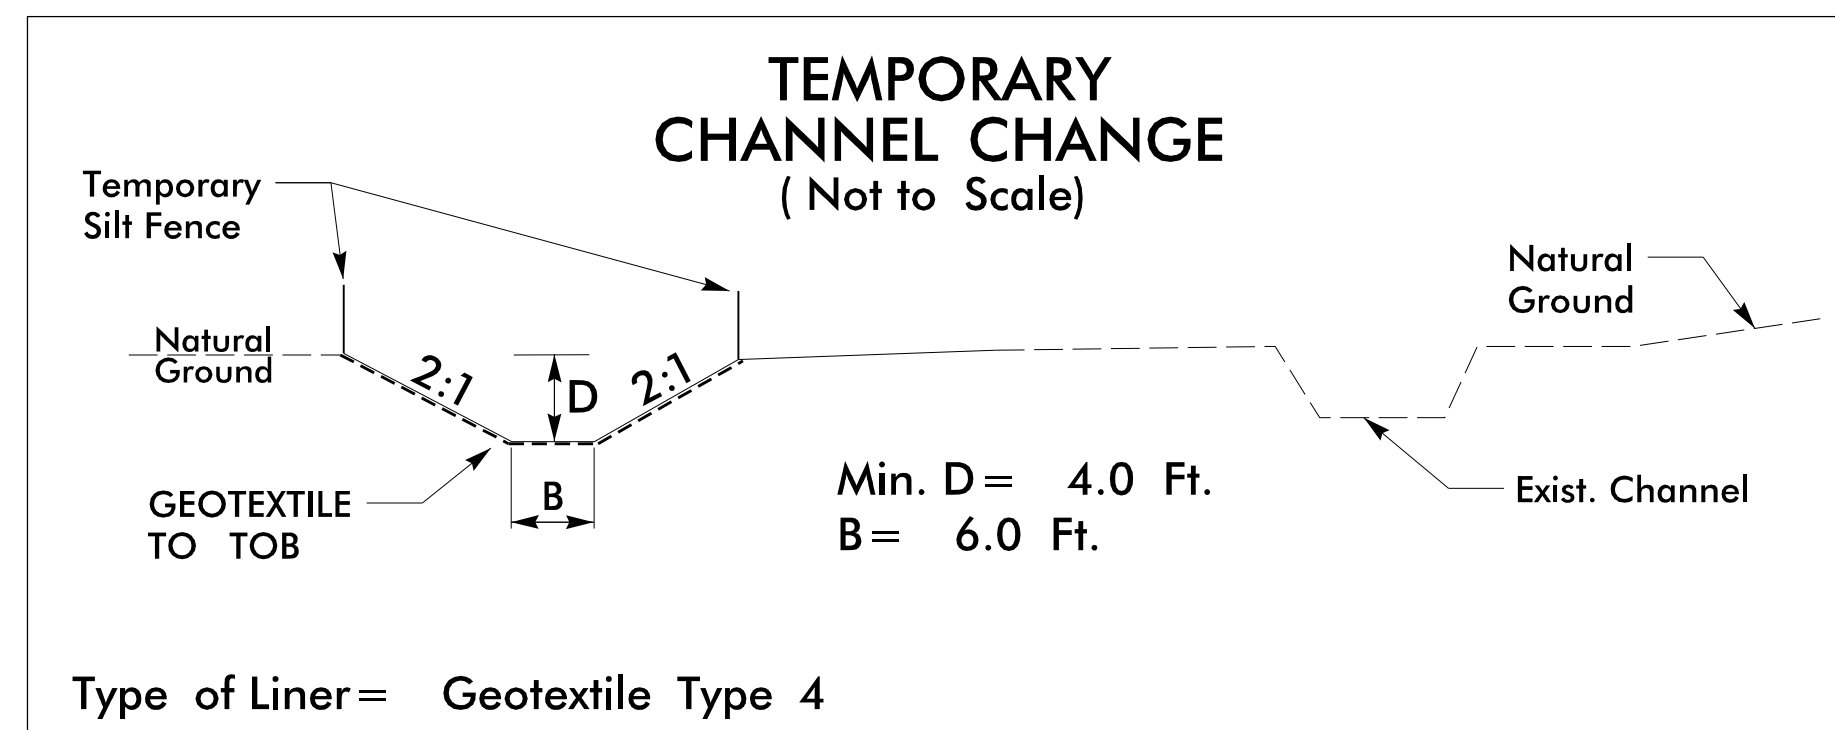 TEMPORARY
CHANNEL CHANGE
( Not to Scale)
Temporary
Silt Fence
Natural
Ground
Natural
Ground
2:1
D
2:1
GEOTEXTILE
TO TOB
B
Min. D= 4.0 Ft.
B= 6.0 Ft.
Exist. Channel
Type of Liner= Geotextile Type 4